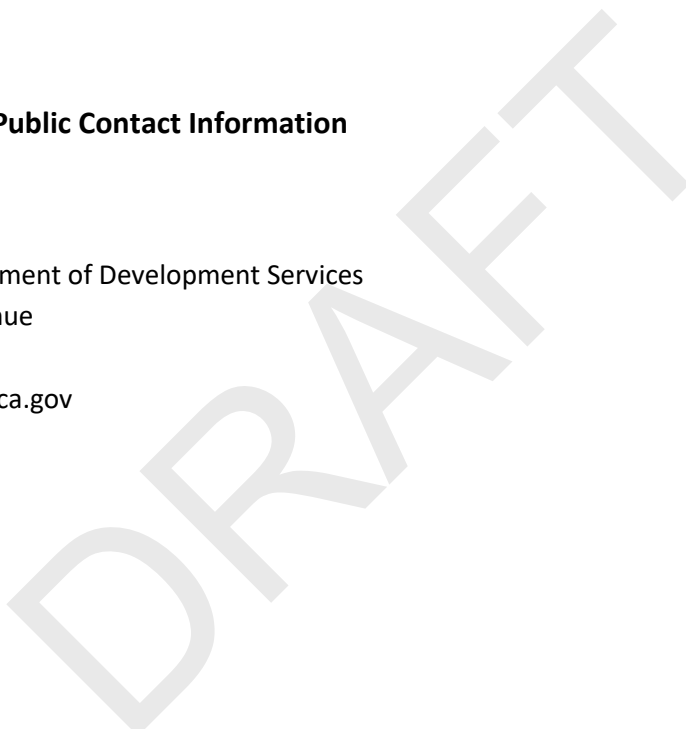 Public Contact Information
ment of Development Services
nue
ca.gov
DRAFT